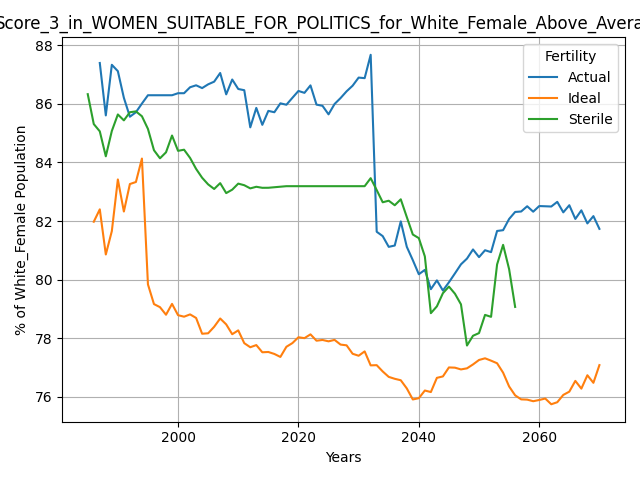 Score_3_in_WOMEN_SUITABLE_FOR_POLITICS_for_White_Female_Above_Avera
Fertility
Actual
Ideal
Sterile
% of White_Female Population
88
86
84
82
80
78
76
2000
2020
2040
2060
Years